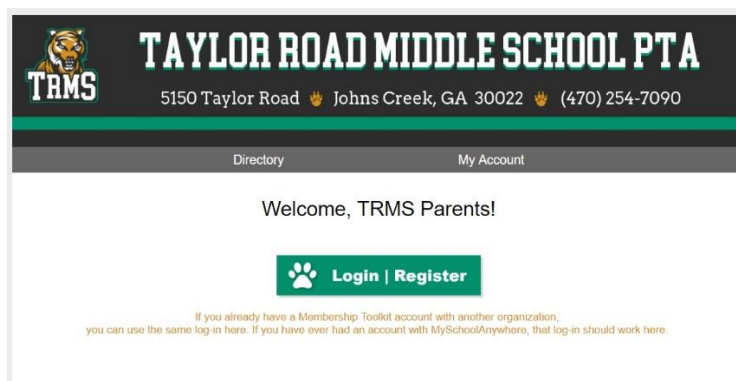 TRMS
TAYLOR ROAD MIDDLE SCHOOL PTA
5150 Taylor Road Johns Creek, GA 30022 (470) 254-7090
Directory My Account
Welcome, TRMS Parents!
Login | Register
If you already have a Membership Toolkit account with another organization,
you can use the same log-in here. If you have ever had an account with MySchoolAnywhere, that log-in should work here.